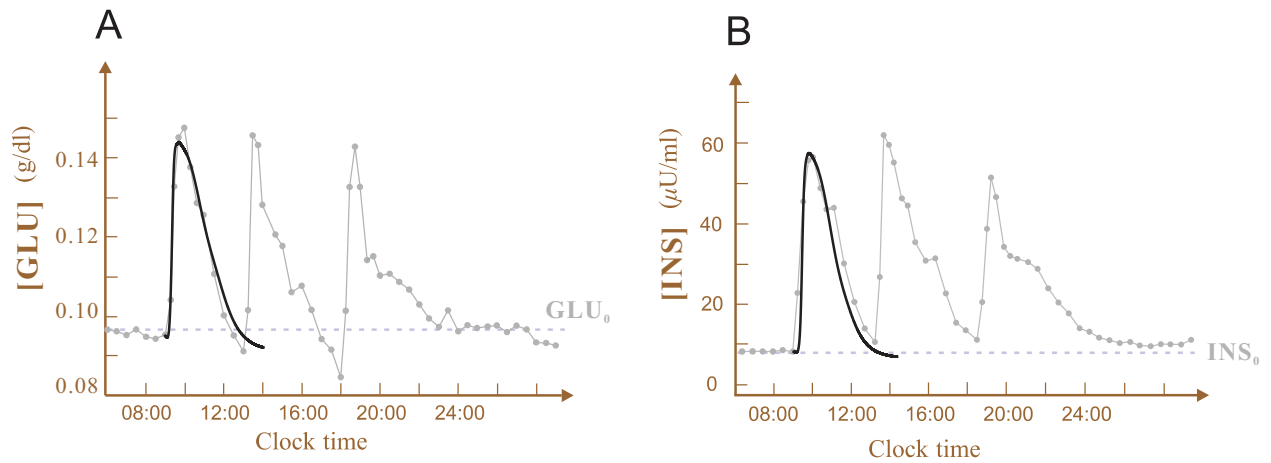 A
[GLU] (g/dl)
0.14
0.12
0.10
0.08
GLU₀
08:00 12:00 16:00 20:00 24:00
Clock time
B
[INS] (μU/ml)
60
40
20
0
INS₀
08:00 12:00 16:00 20:00 24:00
Clock time